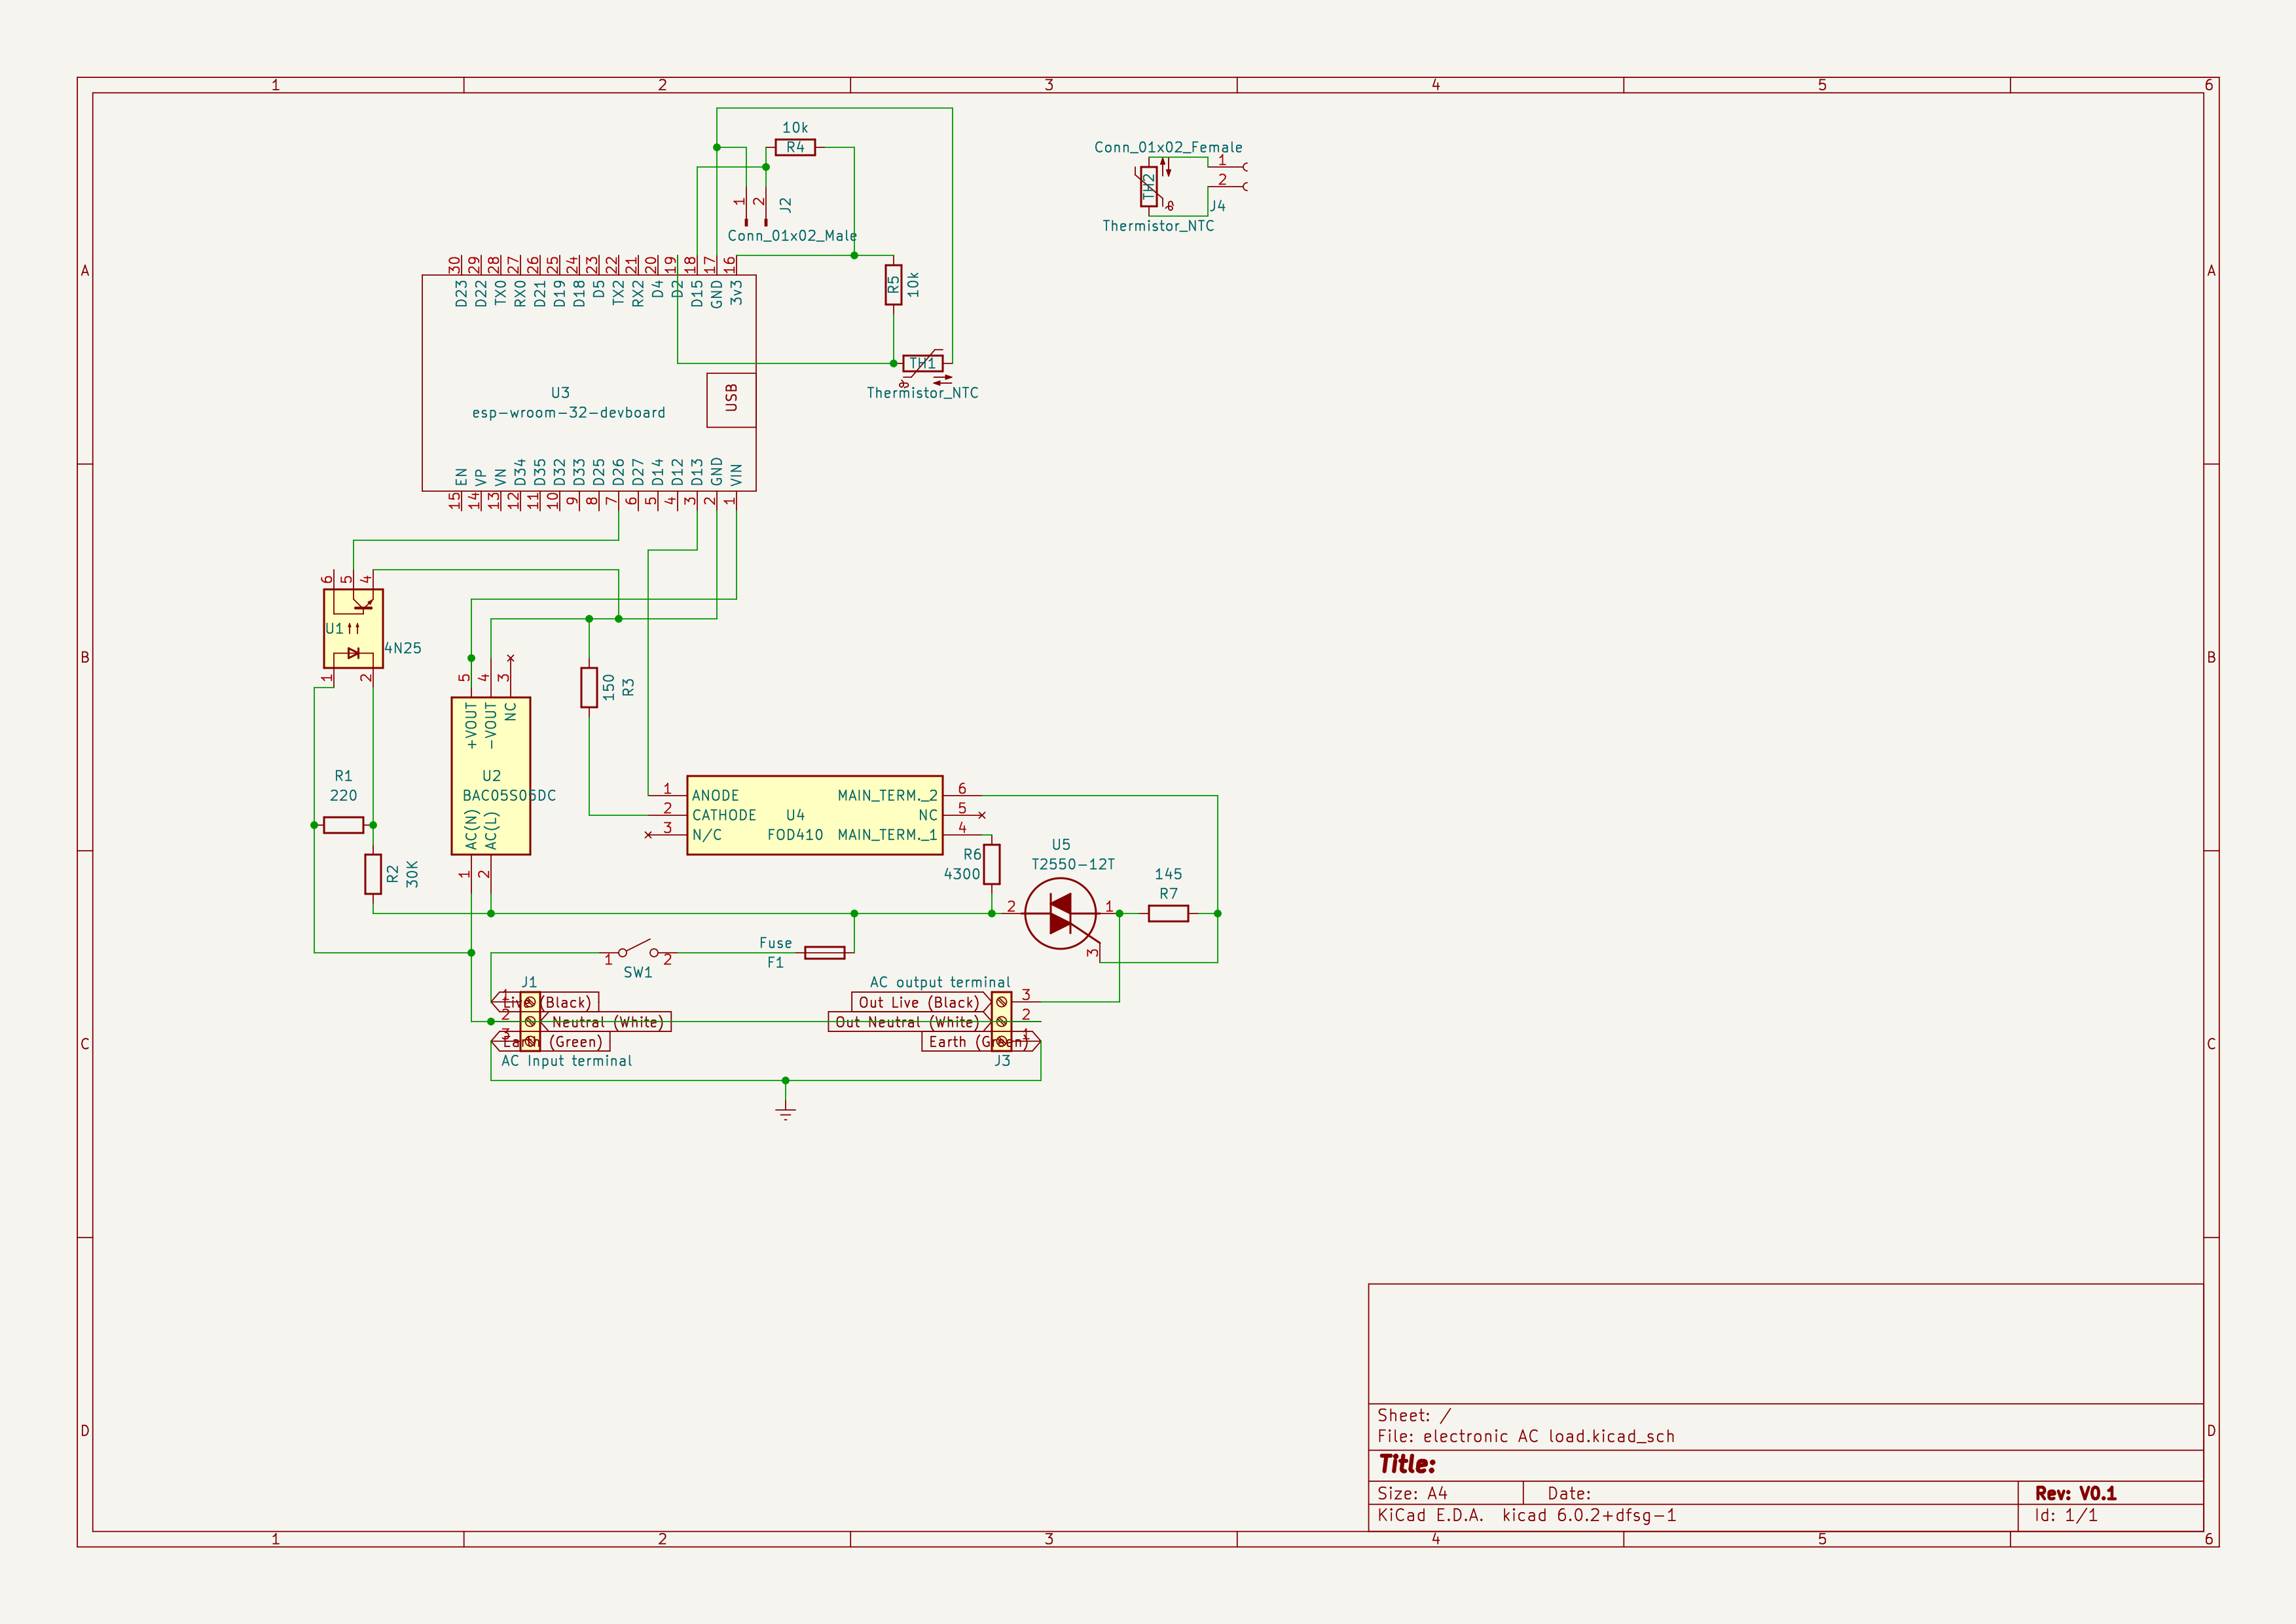 1 2 3 4 5 6
10k
R4
Conn_01x02_Female
1
2
TH2
J4
Thermistor_NTC
1
2
J2
Conn_01x02_Male
A
A
30 29 28 27 26 25 24 23 22 21 20 19 18 17 16
D23 D22 TX0 RX0 D21 D19 D18 D5 TX2 RX2 D4 D2 D15 GND 3v3
R5
10k
TH1
Thermistor_NTC
USB
U3
esp-wroom-32-devboard
EN VP VN D34 D35 D32 D33 D25 D26 D27 D14 D12 D13 GND VIN
15 14 13 12 11 10 9 8 7 6 5 4 3 2 1
6 5 4
U1
4N25
1 2
B
B
5 4 3
+VOUT -VOUT NC
150
R3
U2
BAC05S05DC
AC(N) AC(L)
1 2
R1
220
R2
30K
1 ANODE
2 CATHODE
3 N/C
U4
FOD410
MAIN_TERM._2 6
NC 5
MAIN_TERM._1 4
R6
4300
U5
T2550-12T
2
1
3
145
R7
Fuse
F1
1
2
SW1
J1
1
Live (Black)
2
Neutral (White)
3
Earth (Green)
AC Input terminal
AC output terminal
Out Live (Black)
3
Out Neutral (White)
2
Earth (Green)
1
J3
C
C
D
D
Sheet: /
File: electronic AC load.kicad_sch
Title:
Size: A4
Date:
Rev: V0.1
KiCad E.D.A. kicad 6.0.2+dfsg-1
Id: 1/1
1 2 3 4 5 6